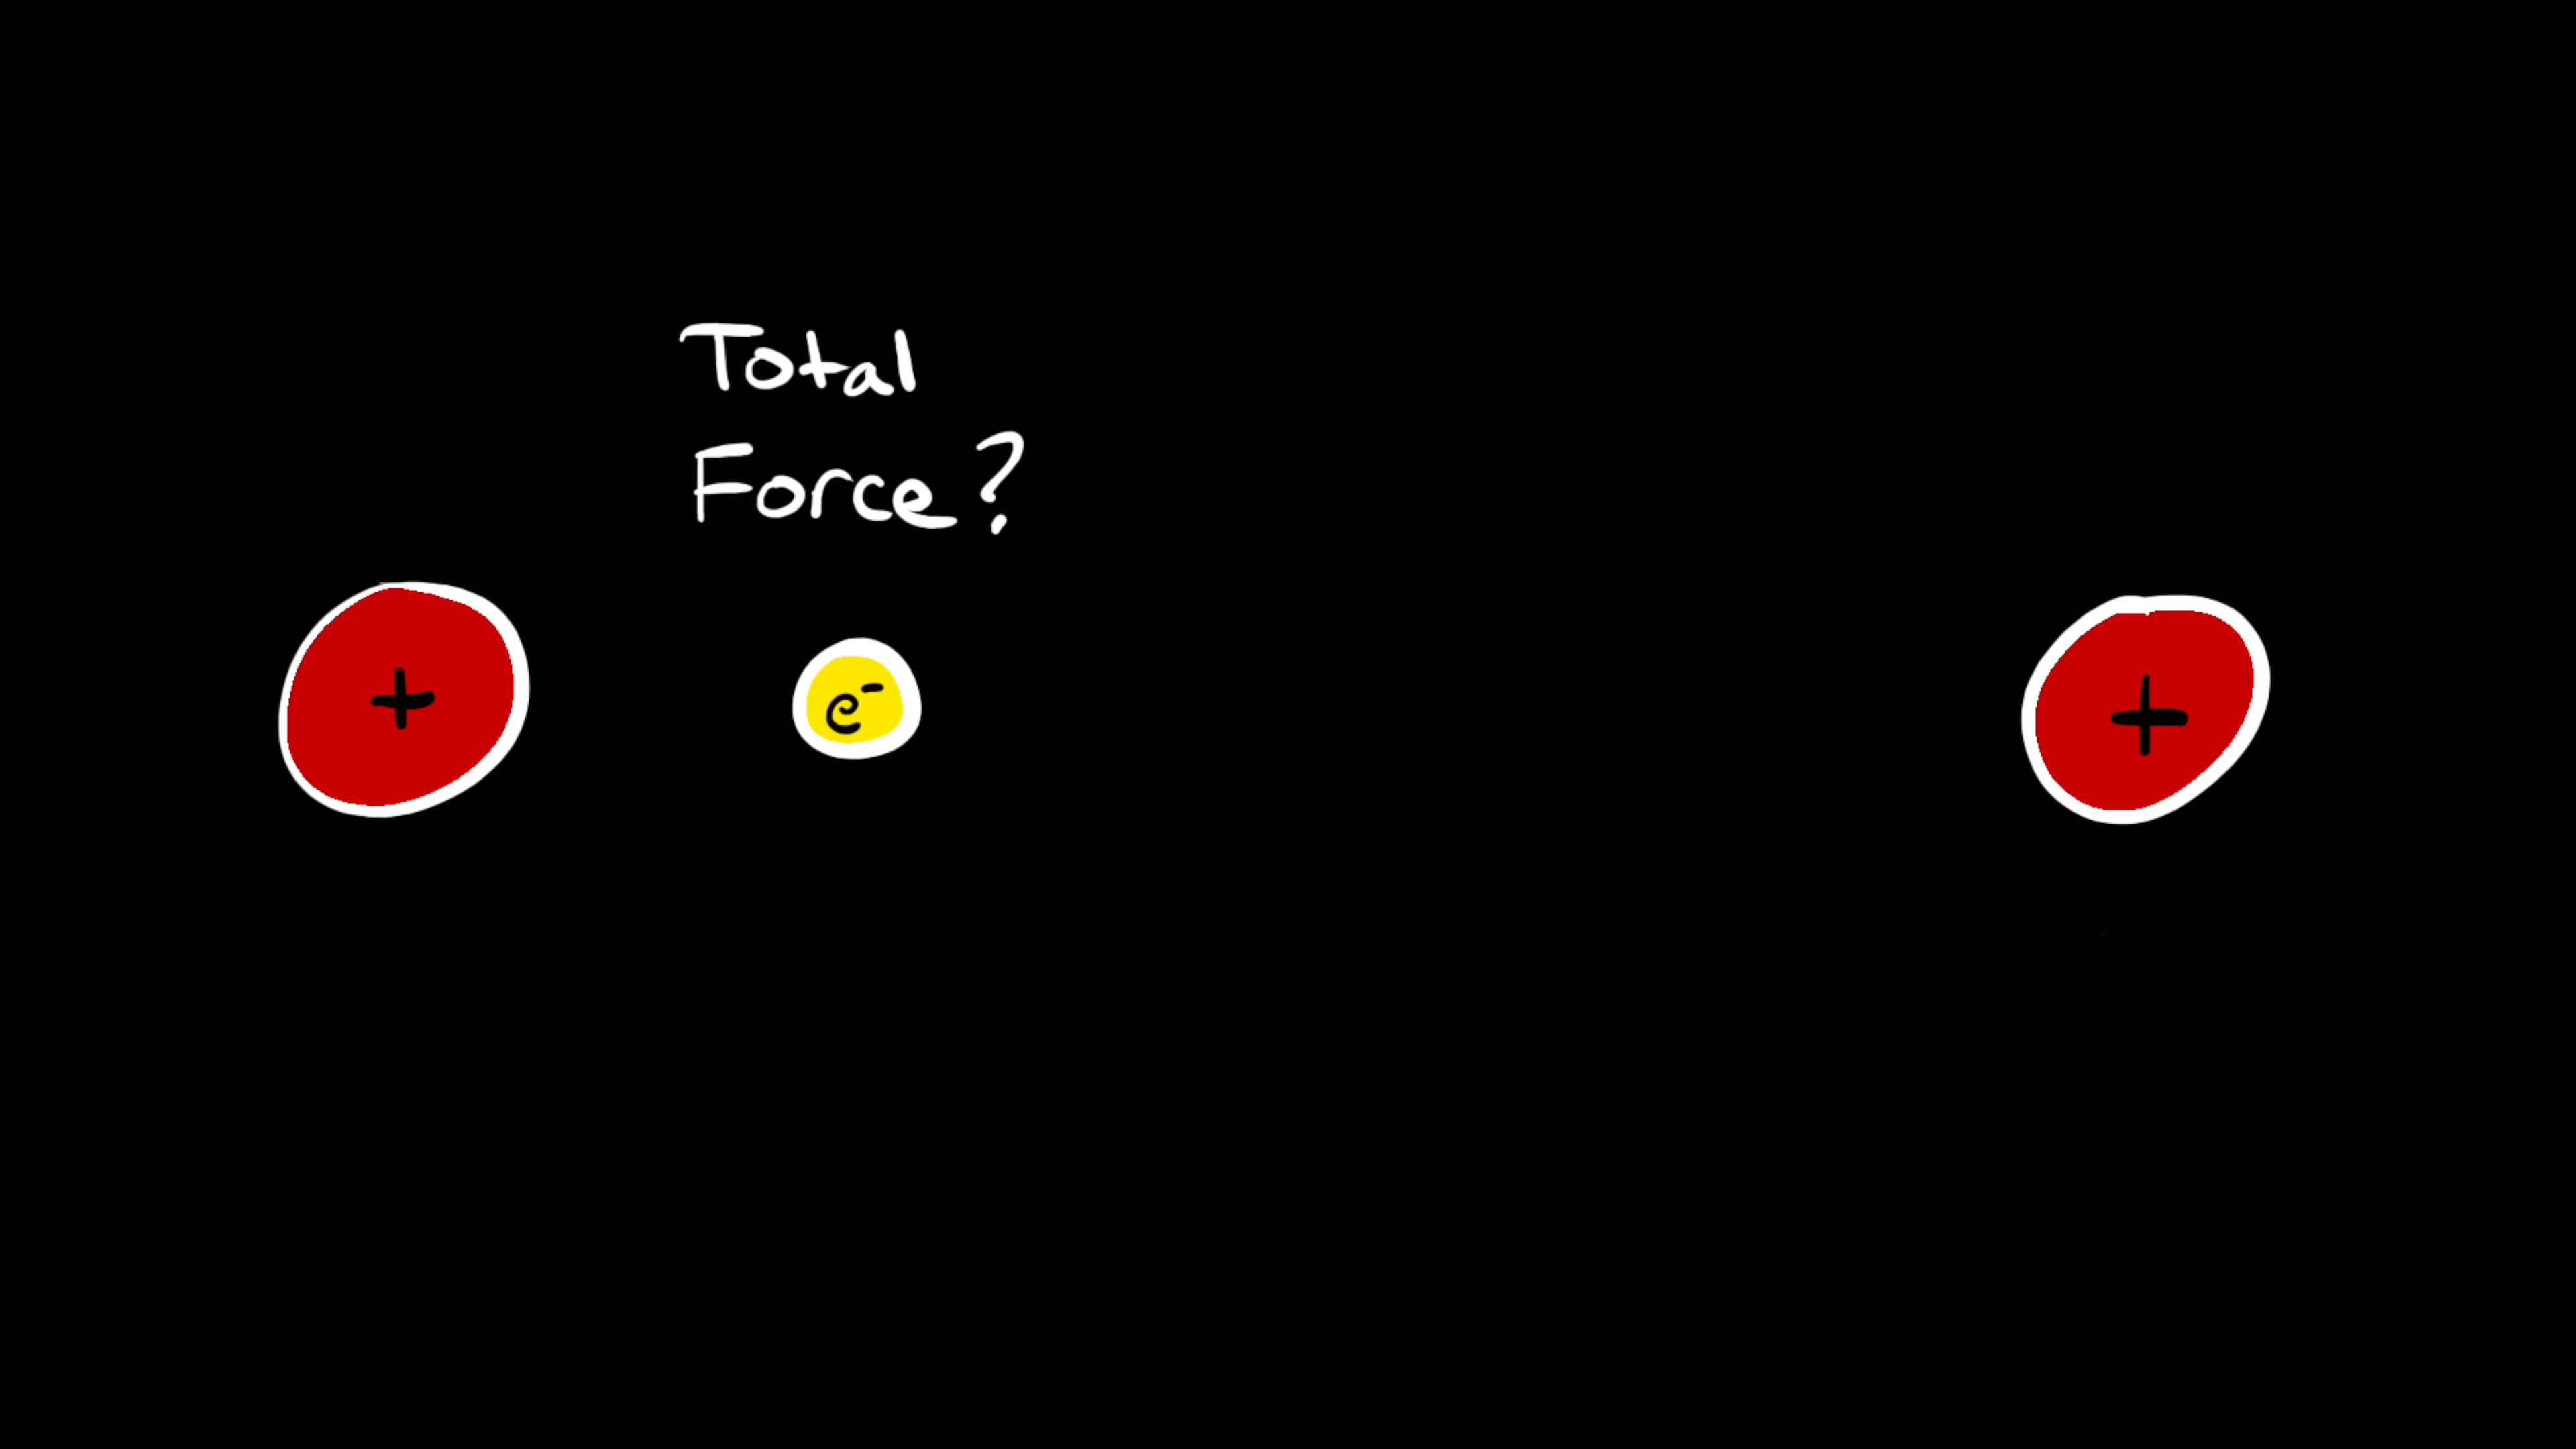 Total
Force?
+ e⁻ +